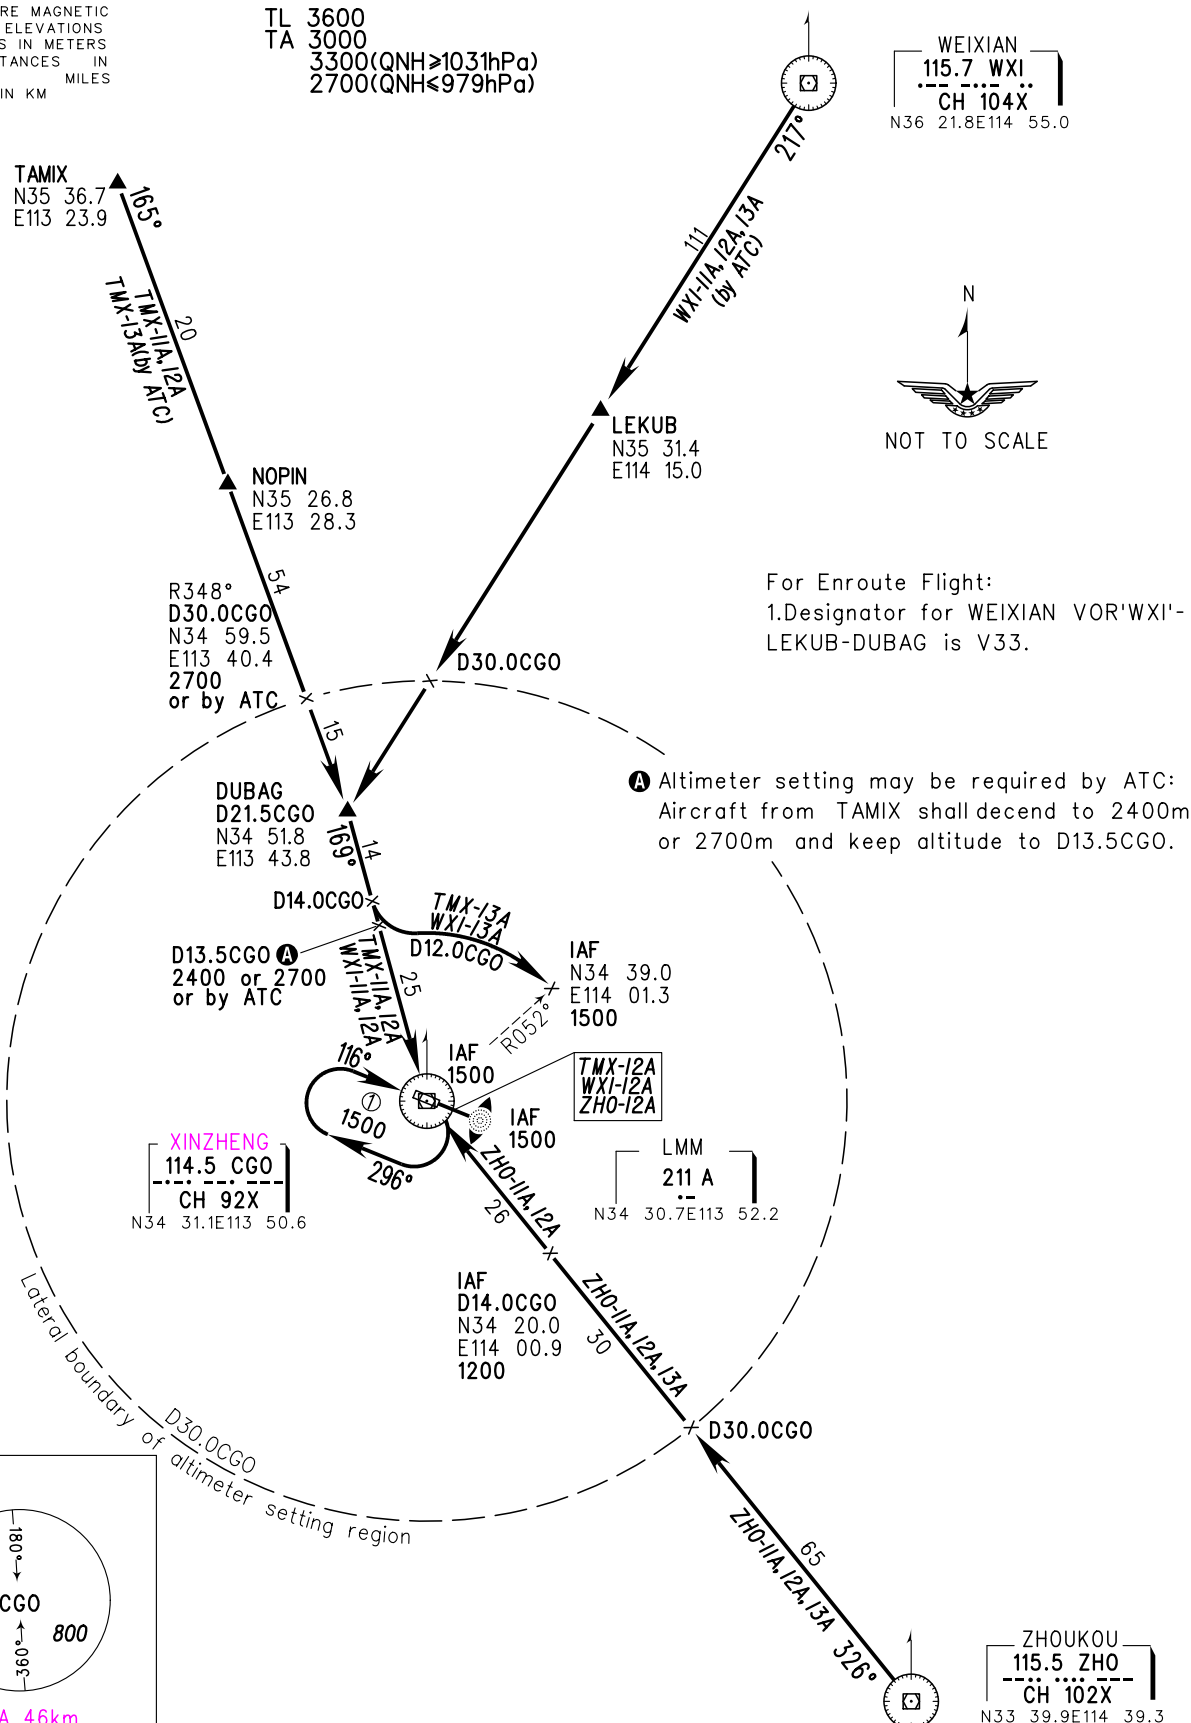 RE MAGNETIC
ELEVATIONS
S IN METERS
TANCES IN
MILES
IN KM
TL 3600
TA 3000
3300(QNH≥1031hPa)
2700(QNH≤979hPa)
WEIXIAN
115.7 WXI
CH 104X
N36 21.8E114 55.0
217°
TAMIX
N35 36.7
E113 23.9
165°
111
WXI-11A,12A,13A
(by ATC)
20
TMX-11A,12A
TMX-13A(by ATC)
N
NOT TO SCALE
LEKUB
N35 31.4
E114 15.0
NOPIN
N35 26.8
E113 28.3
54
R348°
D30.0CGO
N34 59.5
E113 40.4
2700
or by ATC
For Enroute Flight:
1.Designator for WEIXIAN VOR'WXI'-
LEKUB-DUBAG is V33.
D30.0CGO
15
A Altimeter setting may be required by ATC:
Aircraft from TAMIX shall decend to 2400m
or 2700m and keep altitude to D13.5CGO.
DUBAG
D21.5CGO
N34 51.8
E113 43.8
169°
14
D14.0CGO
TMX-13A
WXI-13A
D12.0CGO
D13.5CGO A
2400 or 2700
or by ATC
TMX-11A,12A
WXI-11A,12A
25
IAF
N34 39.0
E114 01.3
1500
R052°
116°
IAF
1500
1
1500
296°
TMX-12A
WXI-12A
ZHO-12A
IAF
1500
XINZHENG
114.5 CGO
CH 92X
N34 31.1E113 50.6
LMM
211 A
N34 30.7E113 52.2
ZHO-11A,12A
26
IAF
D14.0CGO
N34 20.0
E114 00.9
1200
ZHO-11A,12A,13A
30
Lateral boundary of altimeter setting region
D30.0CGO
D30.0CGO
65
ZHO-11A,12A,13A
326°
180°
CGO
800
360°
A 46km
ZHOUKOU
115.5 ZHO
CH 102X
N33 39.9E114 39.3